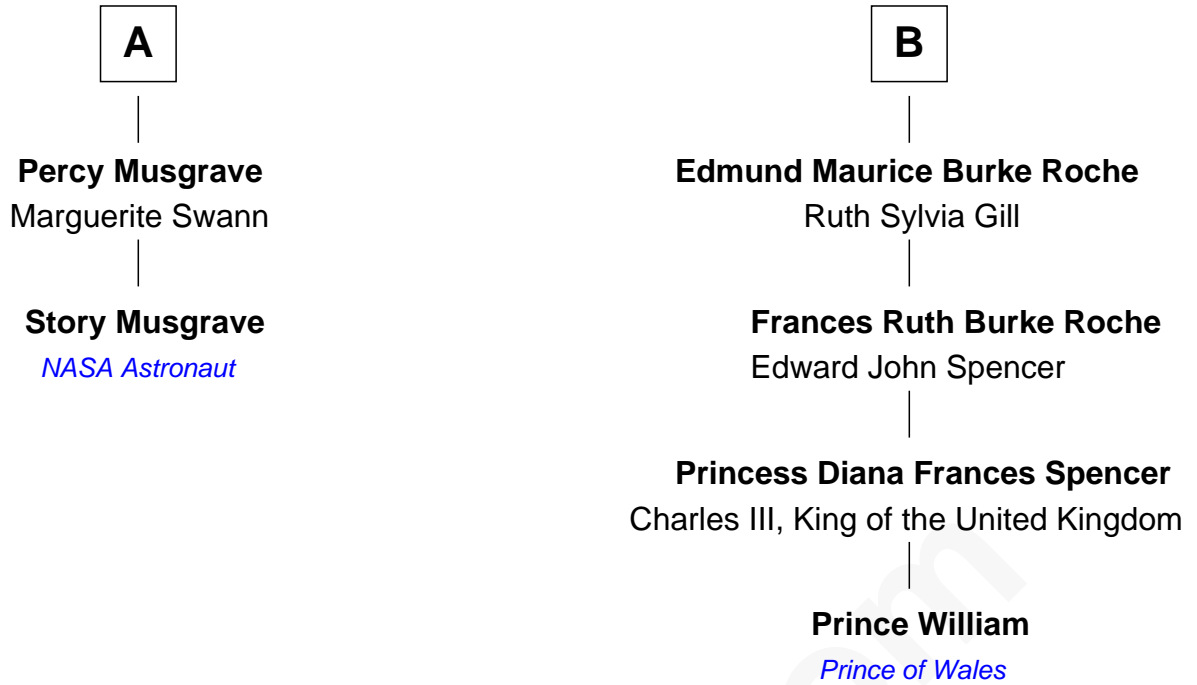 A
Percy Musgrave
Marguerite Swann
Story Musgrave
NASA Astronaut
B
Edmund Maurice Burke Roche
Ruth Sylvia Gill
Frances Ruth Burke Roche
Edward John Spencer
Princess Diana Frances Spencer
Charles III, King of the United Kingdom
Prince William
Prince of Wales